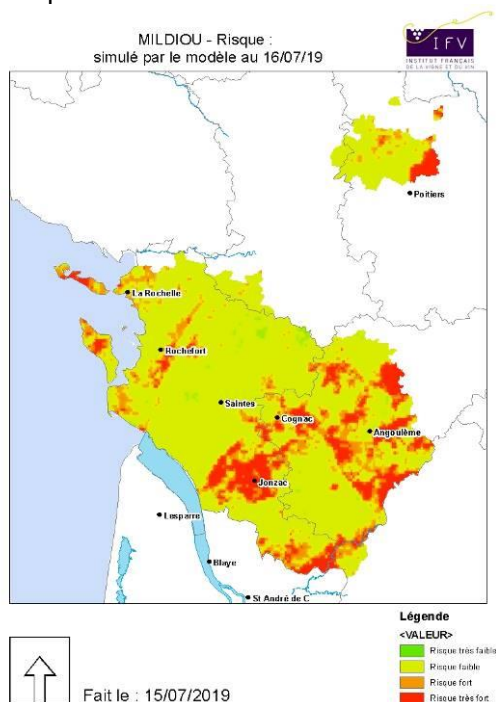 MILDIOU - Risque :
simulé par le modèle au 16/07/19
IFV
INSTITUT FRANÇAIS
DE LA VIGNE ET DU VIN
Poitiers
La Rochelle
Rochefort
Saintes
Cognac
Angoulême
Jonzac
Lesparre
Blaye
St André de C
Légende
<VALEUR>
Risque très faible
Risque faible
Risque fort
Risque très fort
Fait le : 15/07/2019